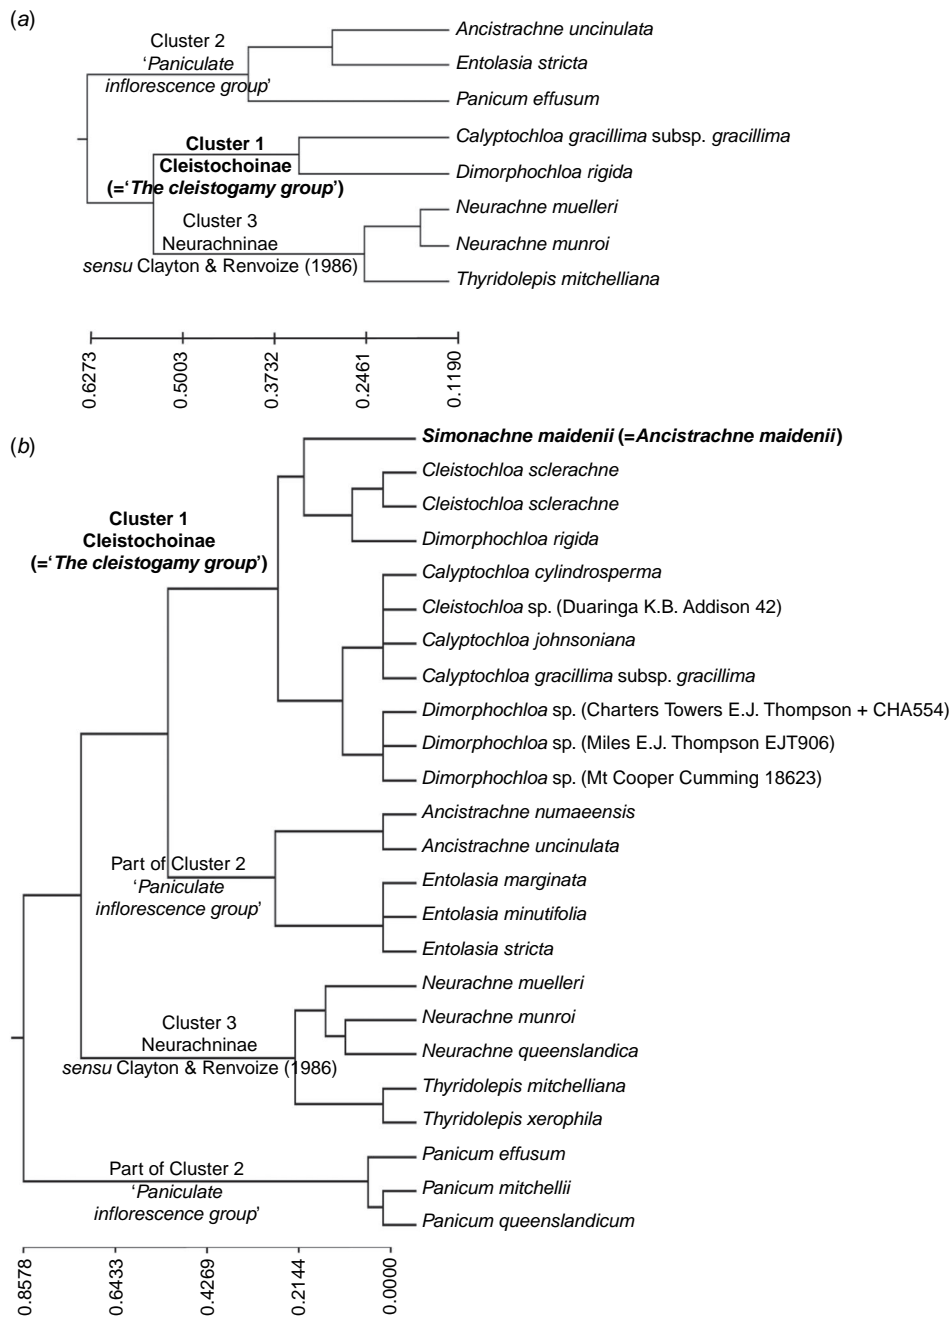 (a)
Ancistrachne uncinulata
Cluster 2
'Paniculate
inflorescence group'
Entolasia stricta
Panicum effusum
Cluster 1
Cleistochoinae
(='The cleistogamy group')
Calyptochloa gracillima subsp. gracillima
Dimorphochloa rigida
Neurachne muelleri
Cluster 3
Neurachninae
sensu Clayton & Renvoize (1986)
Neurachne munroi
Thyridolepis mitchelliana
0.6273
0.5003
0.3732
0.2461
0.1190
(b)
Simonachne maidenii (=Ancistrachne maidenii)
Cleistochloa sclerachne
Cleistochloa sclerachne
Cluster 1
Cleistochoinae
(='The cleistogamy group')
Dimorphochloa rigida
Calyptochloa cylindrosperma
Cleistochloa sp. (Duaringa K.B. Addison 42)
Calyptochloa johnsoniana
Calyptochloa gracillima subsp. gracillima
Dimorphochloa sp. (Charters Towers E.J. Thompson + CHA554)
Dimorphochloa sp. (Miles E.J. Thompson EJT906)
Dimorphochloa sp. (Mt Cooper Cumming 18623)
Ancistrachne numaeensis
Ancistrachne uncinulata
Part of Cluster 2
'Paniculate
inflorescence group'
Entolasia marginata
Entolasia minutifolia
Entolasia stricta
Neurachne muelleri
Neurachne munroi
Cluster 3
Neurachninae
sensu Clayton & Renvoize (1986)
Neurachne queenslandica
Thyridolepis mitchelliana
Thyridolepis xerophila
Panicum effusum
Part of Cluster 2
'Paniculate
inflorescence group'
Panicum mitchellii
Panicum queenslandicum
0.8578
0.6433
0.4269
0.2144
0.0000